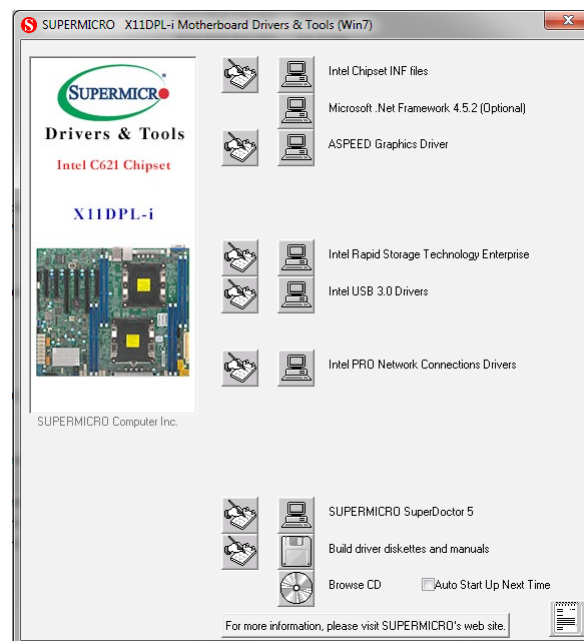 SUPERMICRO X11DPL-i Motherboard Drivers & Tools (Win7)
SUPERMICR
Drivers & Tools
Intel C621 Chipset
X11DPL-i
SUPERMICRO Computer Inc.
Intel Chipset INF files
Microsoft .Net Framework 4.5.2 (Optional)
ASPEED Graphics Driver
Intel Rapid Storage Technology Enterprise
Intel USB 3.0 Drivers
Intel PRO Network Connections Drivers
SUPERMICRO SuperDoctor 5
Build driver diskettes and manuals
Browse CD
Auto Start Up Next Time
For more information, please visit SUPERMICRO's web site.